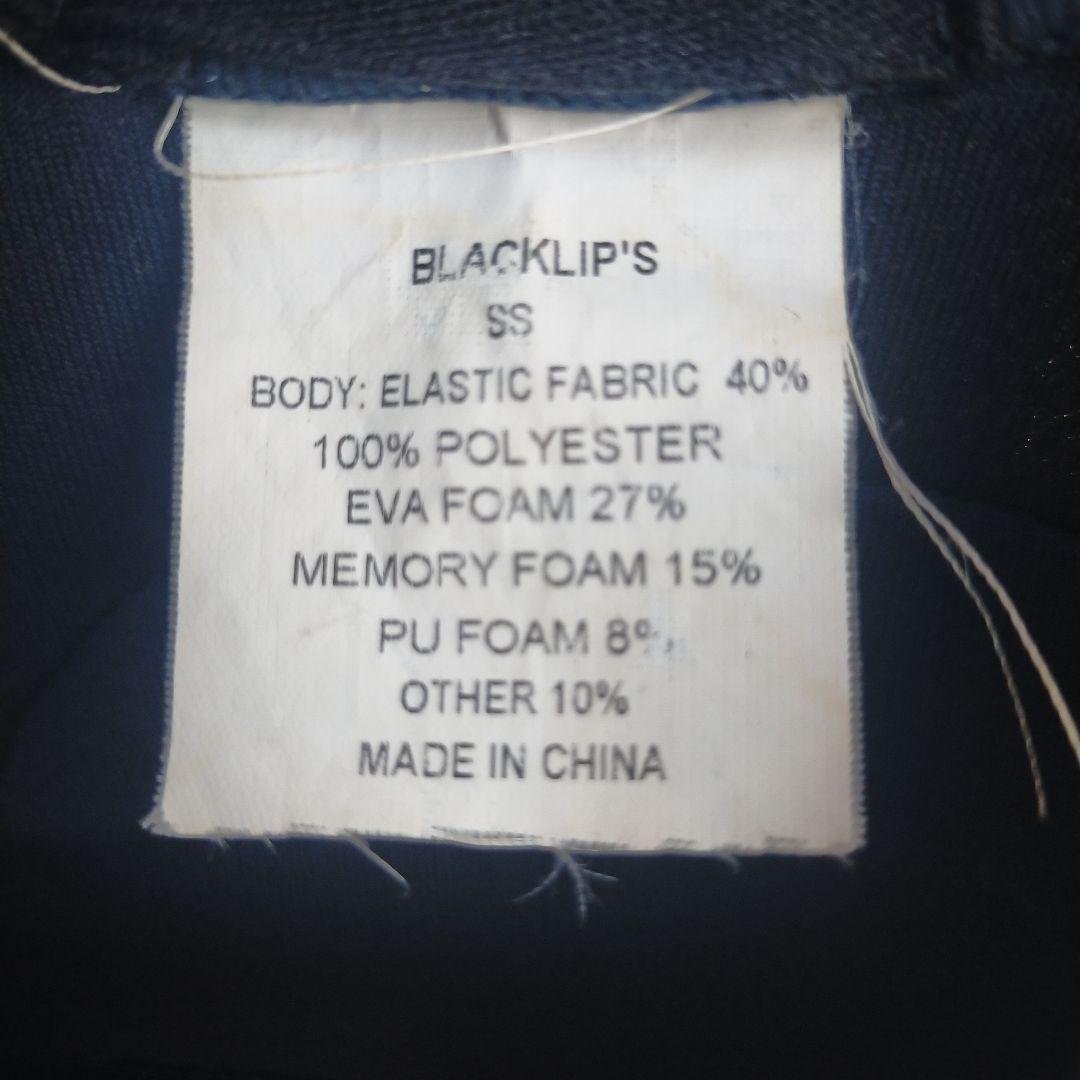 BLACKLIP'S
SS
BODY: ELASTIC FABRIC 40%
100% POLYESTER
EVA FOAM 27%
MEMORY FOAM 15%
PU FOAM 8%
OTHER 10%
MADE IN CHINA